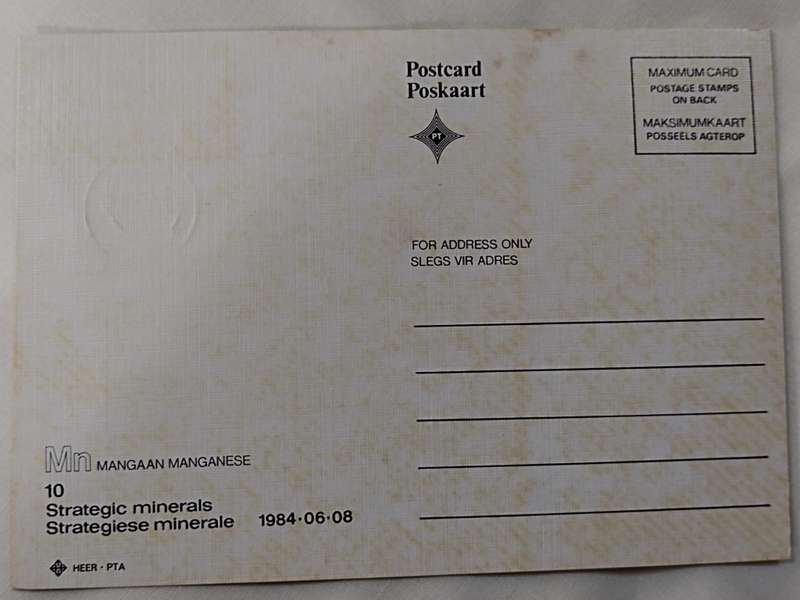 Postcard
Poskaart
PT
MAXIMUM CARD
POSTAGE STAMPS
ON BACK
MAKSIMUMKAART
POSSEËLS AGTEROP
FOR ADDRESS ONLY
SLEGS VIR ADRES
Mn MANGAAN MANGANESE
10
Strategic minerals
Strategiese minerale 1984·06·08
HEER · PTA